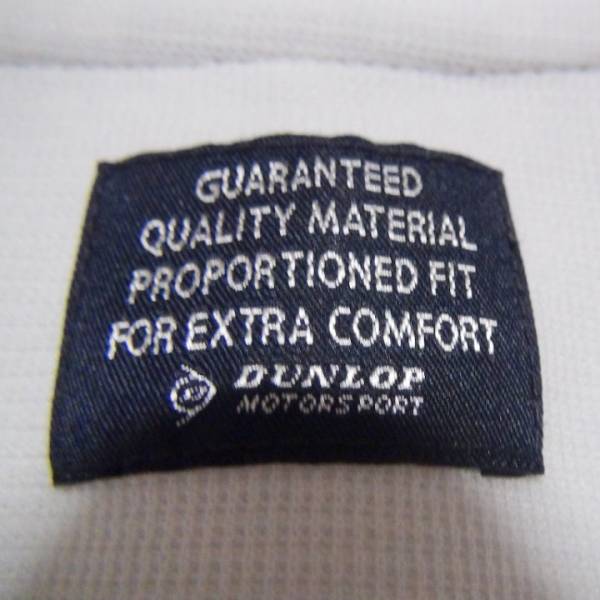 GUARANTEED
QUALITY MATERIAL
PROPORTIONED FIT
FOR EXTRA COMFORT
DUNLOP
MOTORSPORT